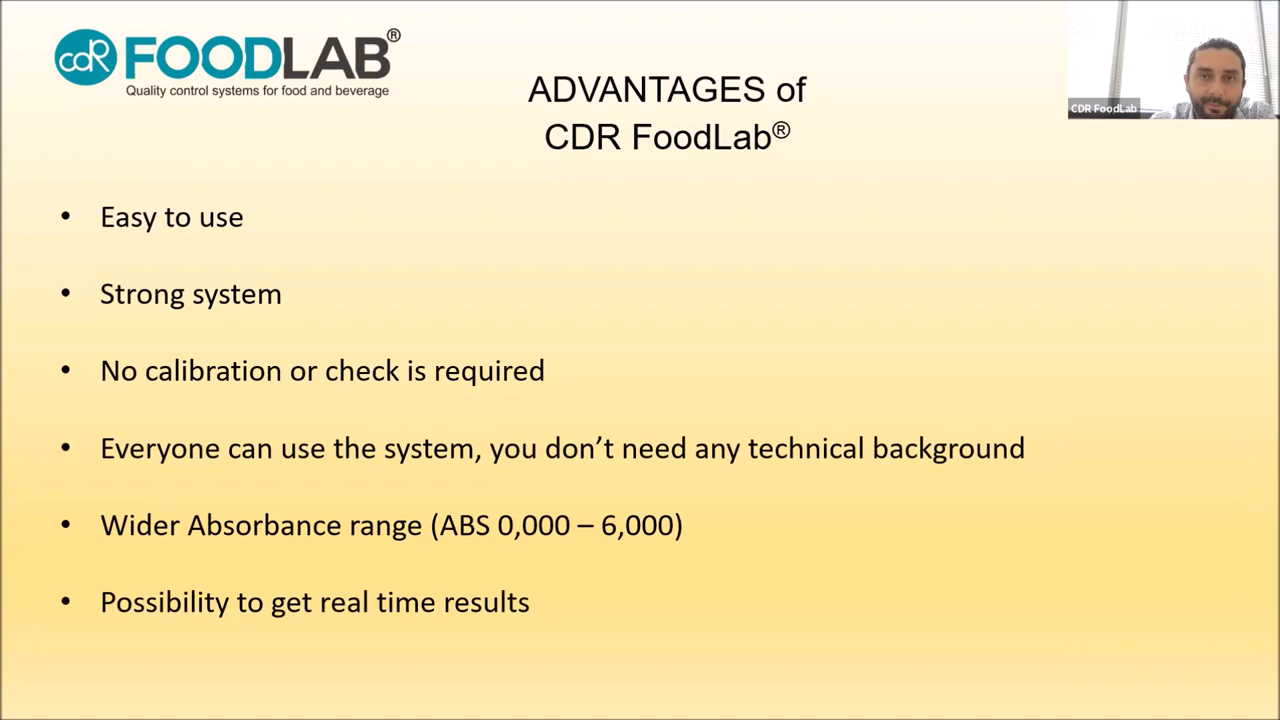 cdR FOODLAB®
Quality control systems for food and beverage
ADVANTAGES of
CDR FoodLab®
CDR FoodLab
• Easy to use
• Strong system
• No calibration or check is required
• Everyone can use the system, you don’t need any technical background
• Wider Absorbance range (ABS 0,000 – 6,000)
• Possibility to get real time results